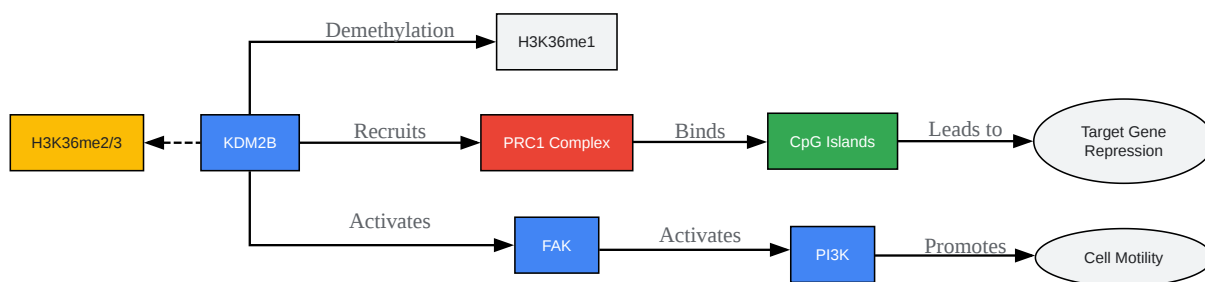 Demethylation
H3K36me1
H3K36me2/3
KDM2B
Recruits
PRC1 Complex
Binds
CpG Islands
Leads to
Target Gene
Repression
Activates
FAK
Activates
PI3K
Promotes
Cell Motility